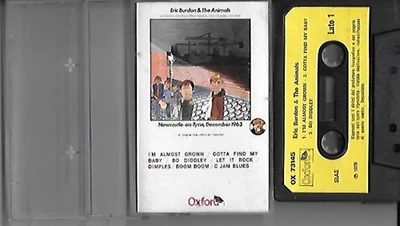 Eric Burdon & The Animals
Newcastle-on-Tyne, December 1963
I'M ALMOST GROWN : GOTTA FIND MY
BABY : BO DIDDLEY : LET IT ROCK
DIMPLES : BOOM BOOM : C JAM BLUES
Oxford
Eric Burdon & The Animals
Lato 1
1. I'M ALMOST GROWN : 2. GOTTA FIND MY
BABY
3. BO DIDDLEY
Oxford
OX 73145
SIAE